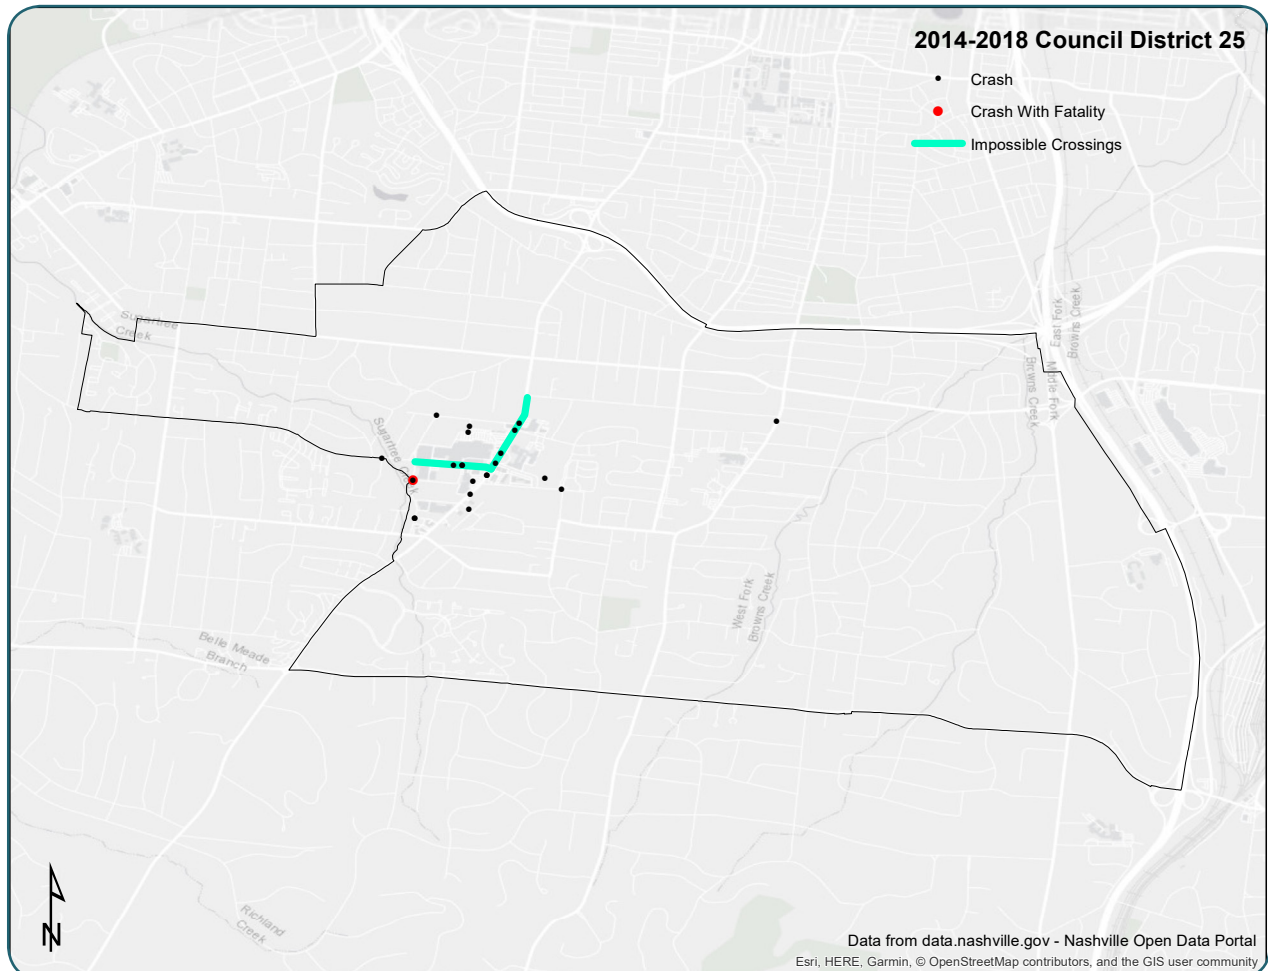 2014-2018 Council District 25
Crash
Crash With Fatality
Impossible Crossings
Sugartree
Creek
East Fork
Browns Creek
Middle Fork
Browns Creek
Sugartree Creek
West Fork
Browns Creek
Belle Meade
Branch
Richland
Creek
N
Data from data.nashville.gov - Nashville Open Data Portal
Esri, HERE, Garmin, © OpenStreetMap contributors, and the GIS user community